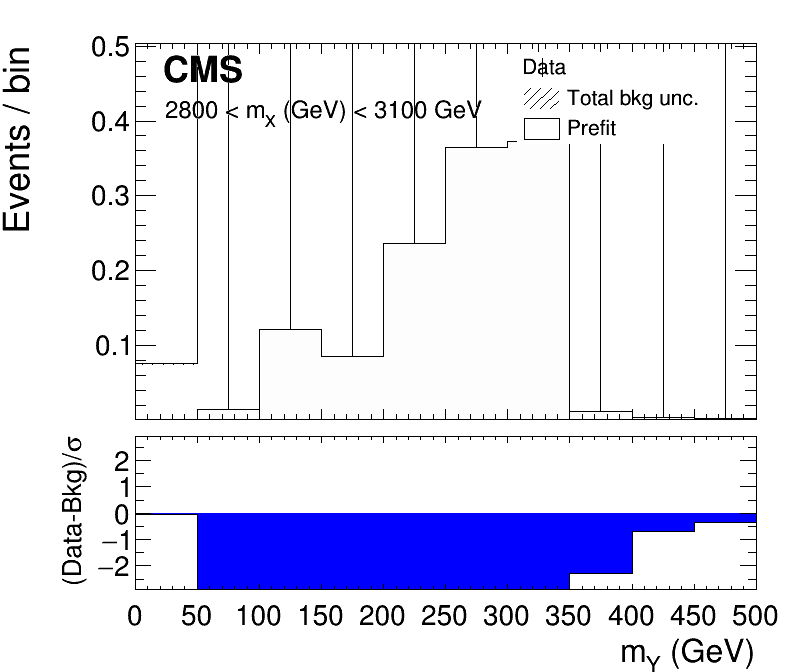 Events / bin
0.5
0.4
0.3
0.2
0.1
CMS
2800 < mX (GeV) < 3100 GeV
Data
Total bkg unc.
Prefit
(Data-Bkg)/σ
2
1
0
−1
−2
0 50 100 150 200 250 300 350 400 450 500
mY (GeV)